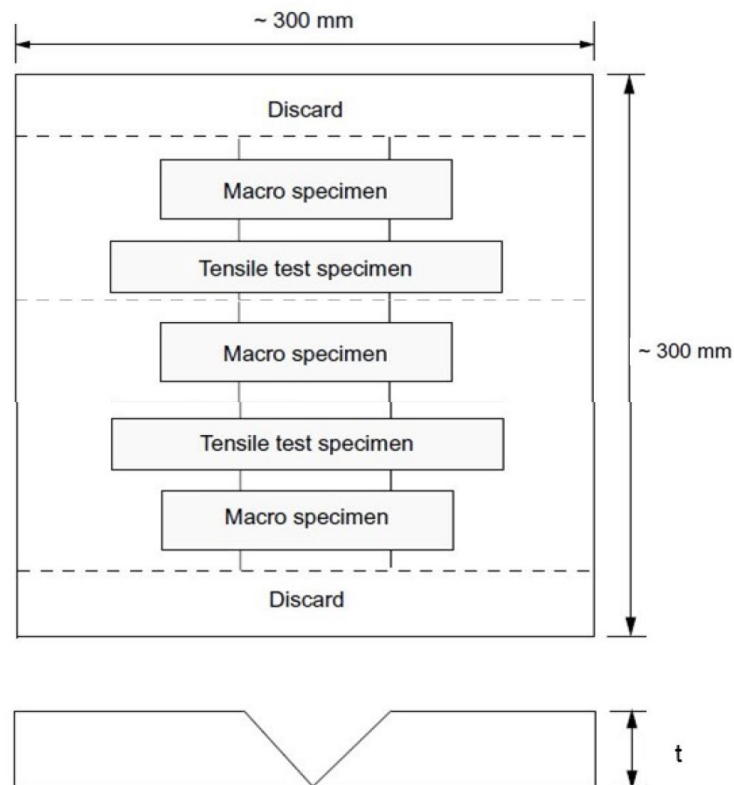 ~ 300 mm
Discard
Macro specimen
Tensile test specimen
Macro specimen
~ 300 mm
Tensile test specimen
Macro specimen
Discard
t